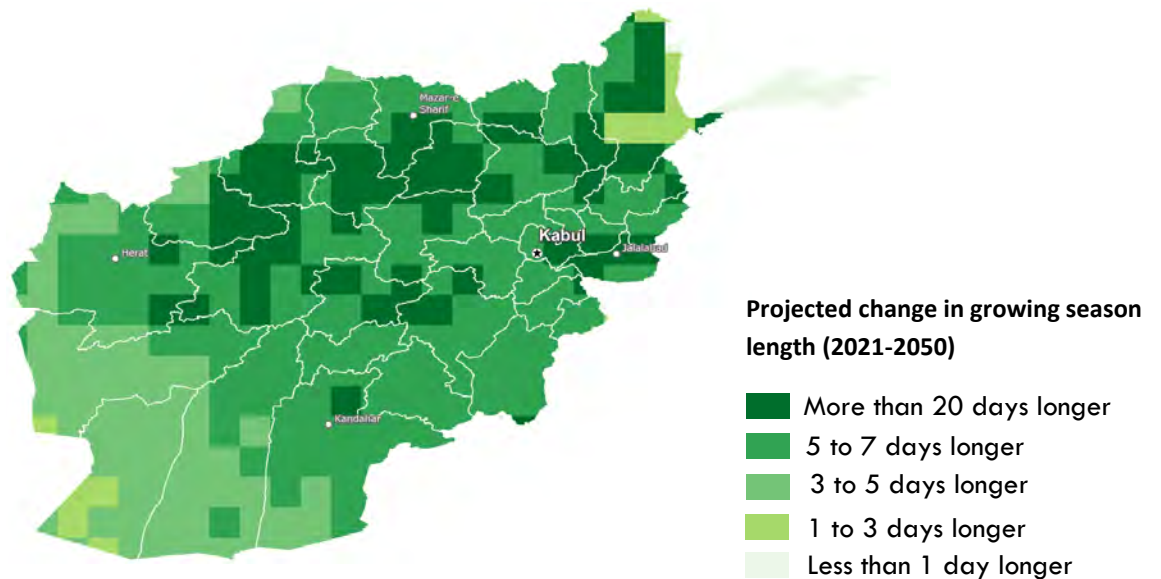 Mazar-e
Sharif
Kabul
Jalalabad
Herat
Kandahar
Projected change in growing season
length (2021-2050)
More than 20 days longer
5 to 7 days longer
3 to 5 days longer
1 to 3 days longer
Less than 1 day longer